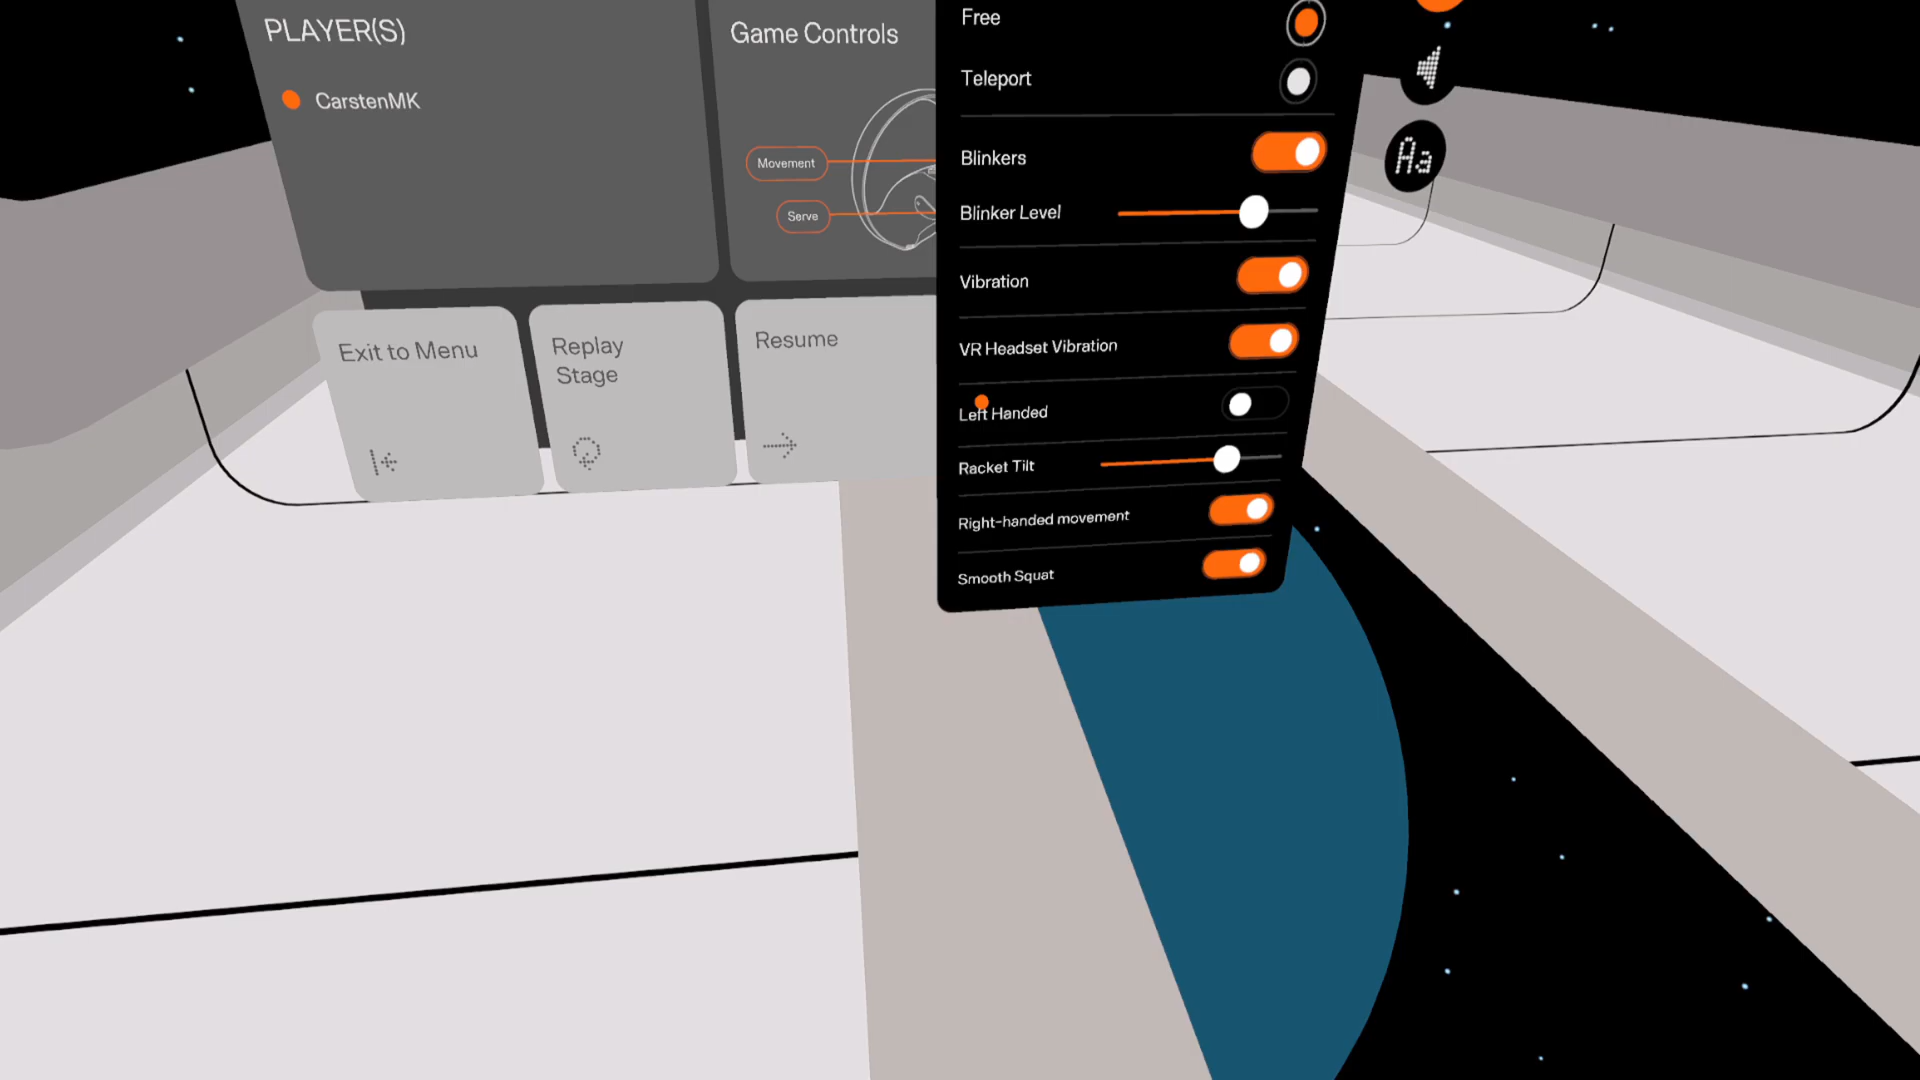 PLAYER(S)
CarstenMK
Game Controls
Movement
Serve
Exit to Menu
Replay
Stage
Resume
Free
Teleport
Blinkers
Blinker Level
Vibration
VR Headset Vibration
Left Handed
Racket Tilt
Right-handed movement
Smooth Squat
Aa